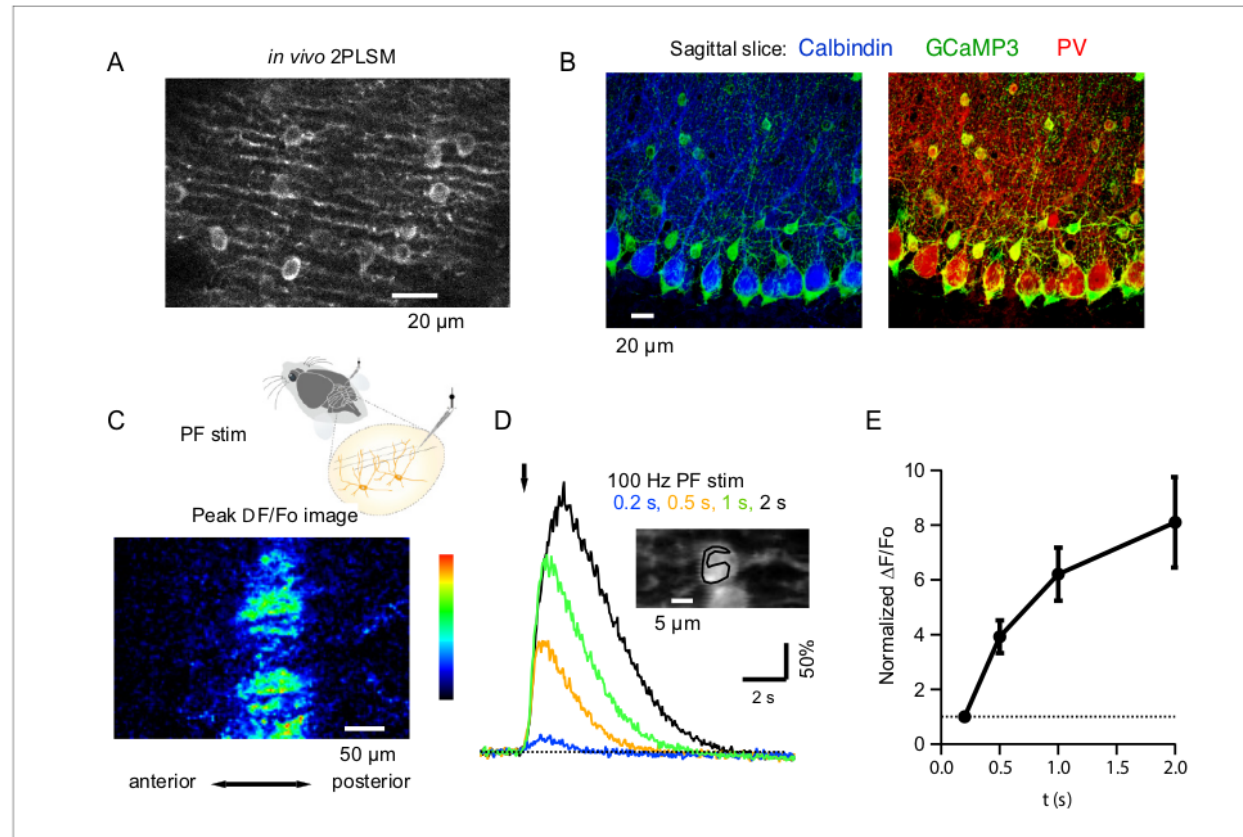 A
in vivo 2PLSM
20 µm
B
Sagittal slice: Calbindin GCaMP3 PV
20 µm
C
PF stim
Peak DF/Fo image
50 µm
anterior posterior
D
100 Hz PF stim
0.2 s, 0.5 s, 1 s, 2 s
5 µm
50%
2 s
E
Normalized ΔF/Fo
10
8
6
4
2
0
0.0 0.5 1.0 1.5 2.0
t (s)